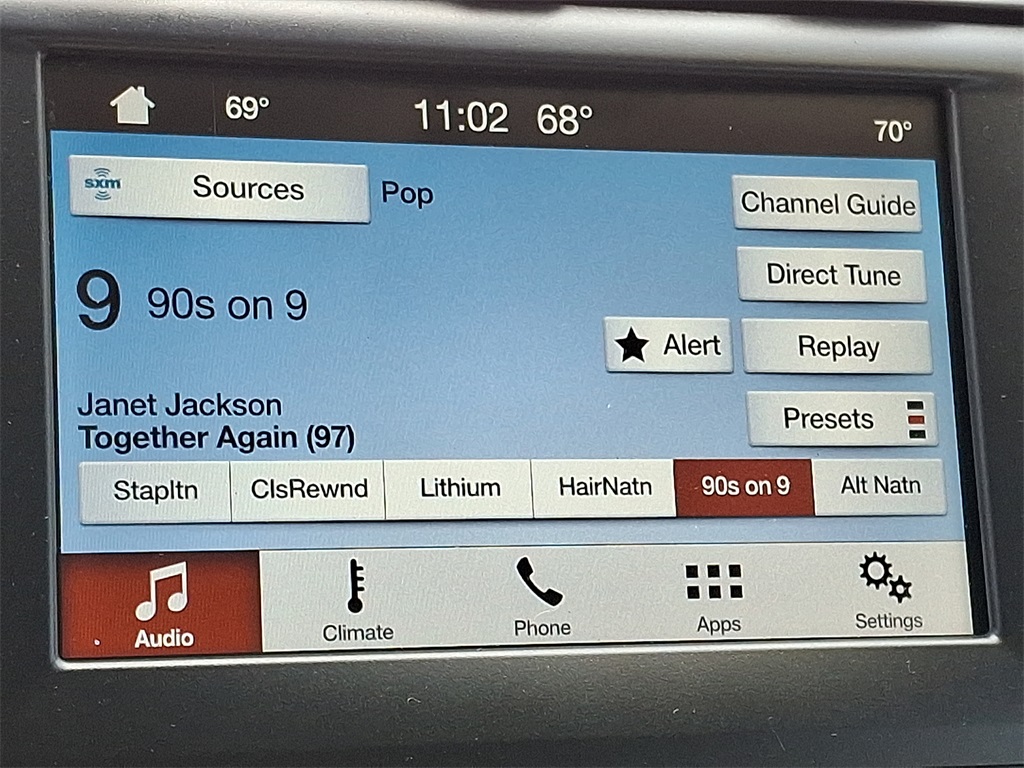 69° 11:02 68° 70°
sxm Sources Pop Channel Guide
Direct Tune
9 90s on 9
Alert Replay
Janet Jackson
Together Again (97)
Presets
StapItn ClsRewnd Lithium HairNatn 90s on 9 Alt Natn
Audio Climate Phone Apps Settings